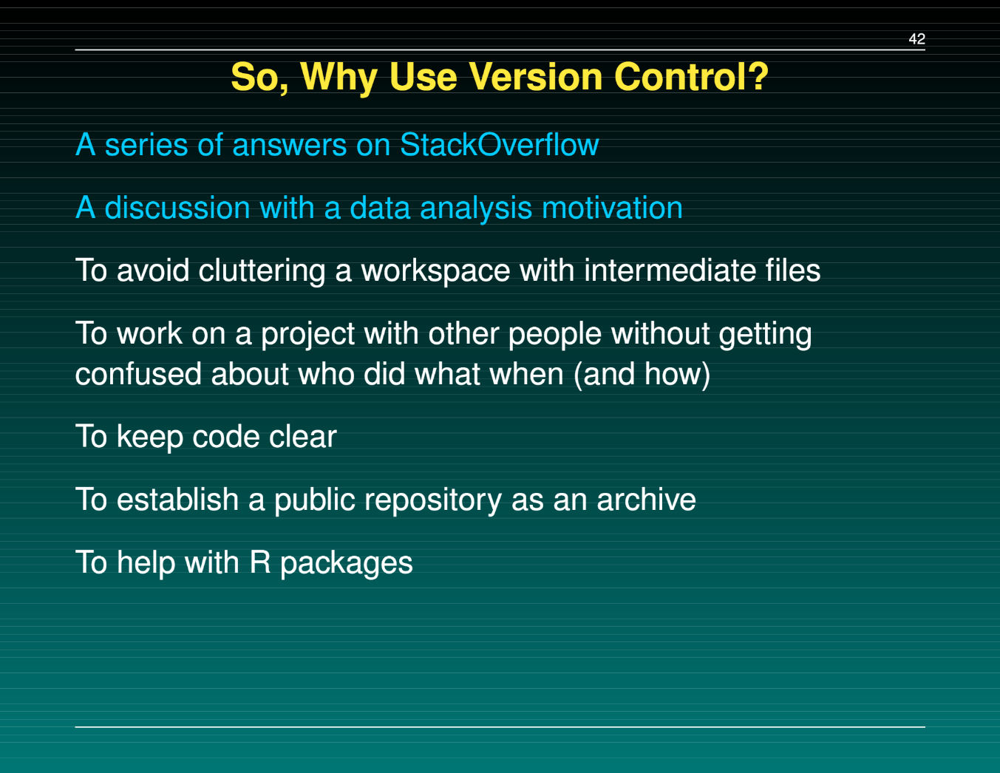 42
So, Why Use Version Control?
A series of answers on StackOverflow
A discussion with a data analysis motivation
To avoid cluttering a workspace with intermediate files
To work on a project with other people without getting
confused about who did what when (and how)
To keep code clear
To establish a public repository as an archive
To help with R packages